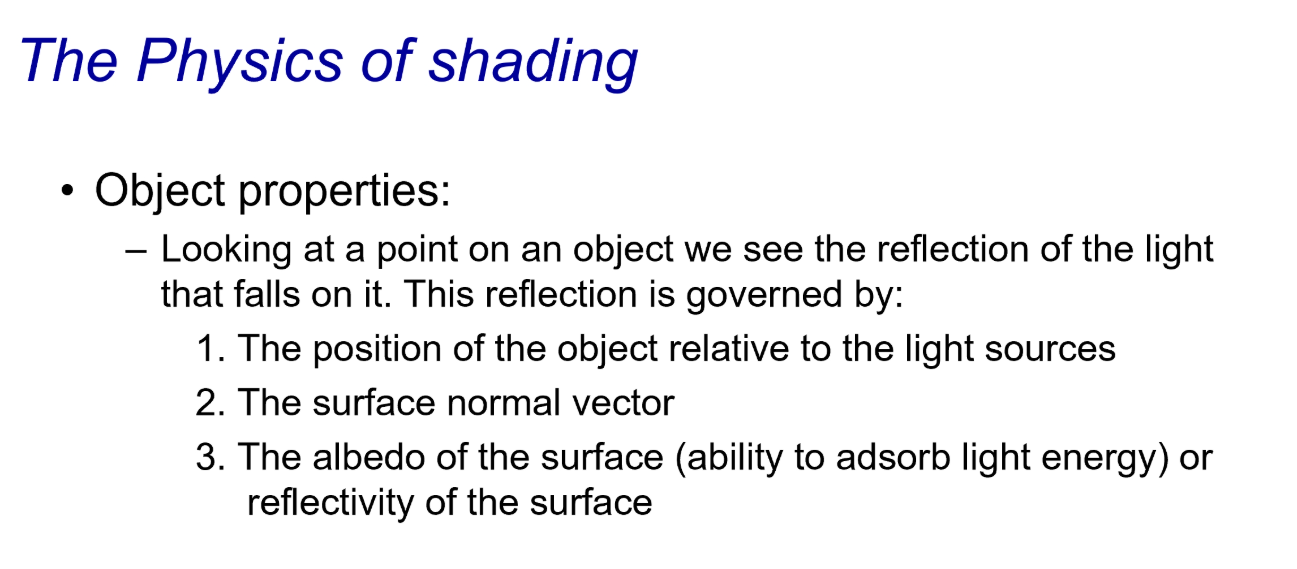 The Physics of shading
• Object properties:
– Looking at a point on an object we see the reflection of the light
that falls on it. This reflection is governed by:
1. The position of the object relative to the light sources
2. The surface normal vector
3. The albedo of the surface (ability to adsorb light energy) or
reflectivity of the surface